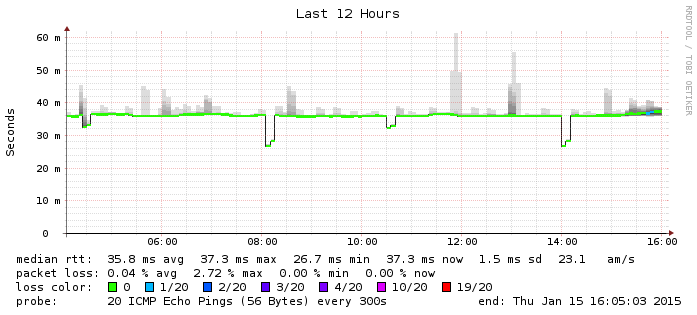 Last 12 Hours
RRDTOOL / TOBI OETIKER
Seconds
60 m
50 m
40 m
30 m
20 m
10 m
0
06:00 08:00 10:00 12:00 14:00 16:00
median rtt: 35.8 ms avg 37.3 ms max 26.7 ms min 37.3 ms now 1.5 ms sd 23.1 am/s
packet loss: 0.04 % avg 2.72 % max 0.00 % min 0.00 % now
loss color: 0 1/20 2/20 3/20 4/20 10/20 19/20
probe: 20 ICMP Echo Pings (56 Bytes) every 300s end: Thu Jan 15 16:05:03 2015